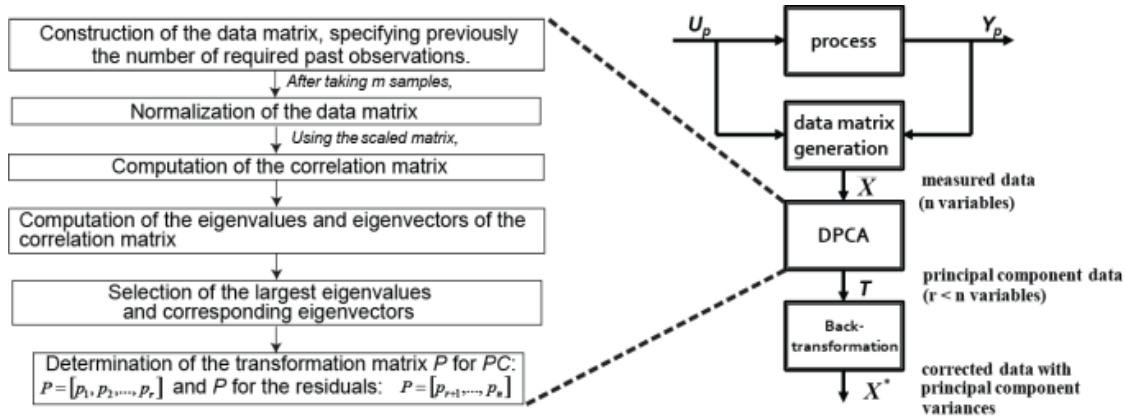 Construction of the data matrix, specifying previously
the number of required past observations.
After taking m samples,
Normalization of the data matrix
Using the scaled matrix,
Computation of the correlation matrix
Computation of the eigenvalues and eigenvectors of the
correlation matrix
Selection of the largest eigenvalues
and corresponding eigenvectors
Determination of the transformation matrix P for PC:
P=[p₁,p₂,...,pᵣ] and P for the residuals: P=[pᵣ₊₁,...,pₙ]
Uₚ
Yₚ
process
data matrix
generation
X
measured data
(n variables)
DPCA
T
principal component data
(r < n variables)
Back-
transformation
X*
corrected data with
principal component
variances